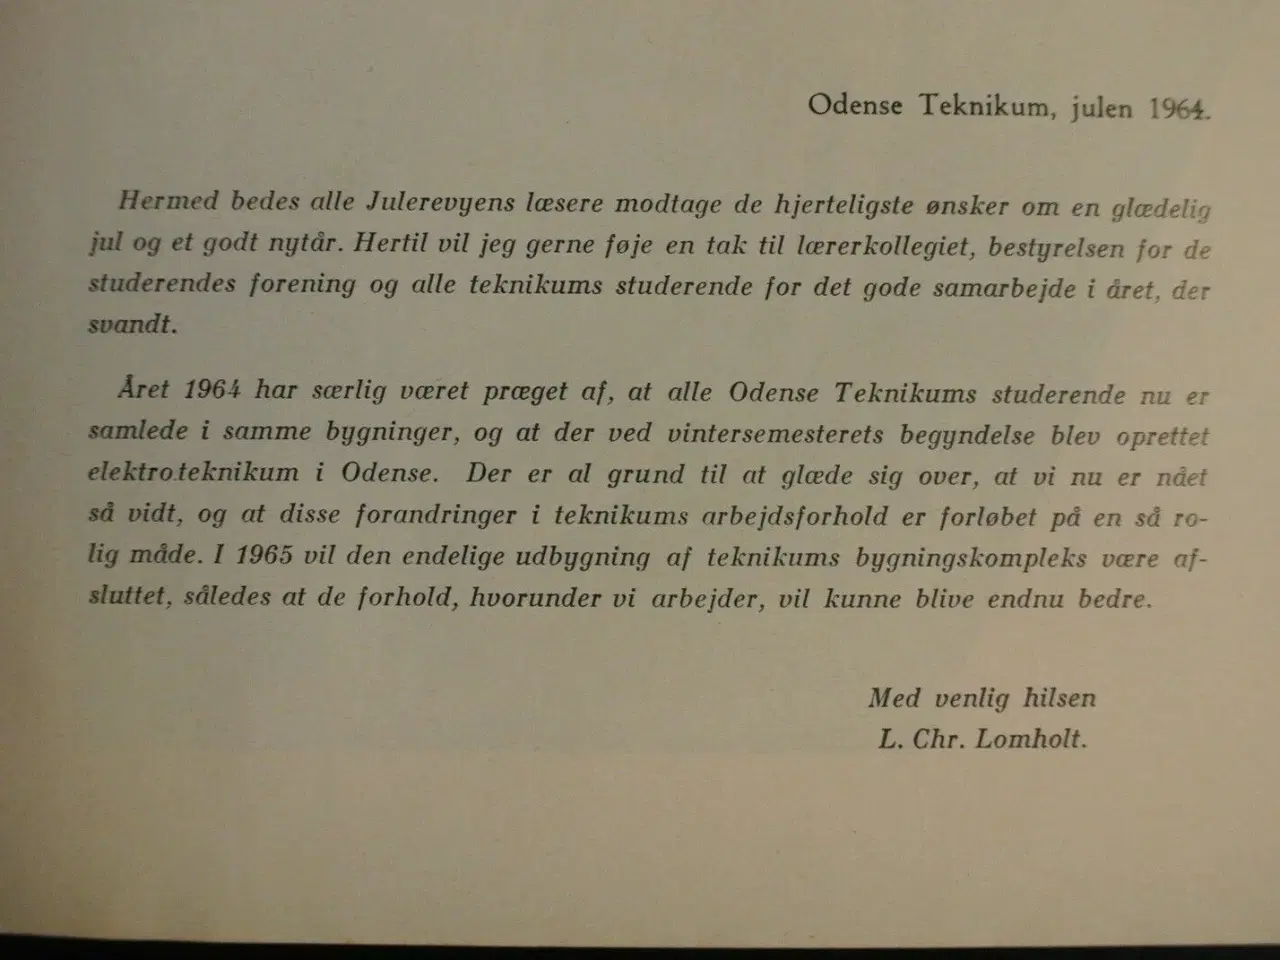 Odense Teknikum, julen 1964.
Hermed bedes alle Julerevyens læsere modtage de hjerteligste ønsker om en glædelig
jul og et godt nytår. Hertil vil jeg gerne føje en tak til lærerkollegiet, bestyrelsen for de
studerendes forening og alle teknikums studerende for det gode samarbejde i året, der
svandt.
Året 1964 har særlig været præget af, at alle Odense Teknikums studerende nu er
samlede i samme bygninger, og at der ved vintersemesterets begyndelse blev oprettet
elektroteknikum i Odense. Der er al grund til at glæde sig over, at vi nu er nået
så vidt, og at disse forandringer i teknikums arbejdsforhold er forløbet på en så ro-
lig måde. I 1965 vil den endelige udbygning af teknikums bygningskompleks være af-
sluttet, således at de forhold, hvorunder vi arbejder, vil kunne blive endnu bedre.
Med venlig hilsen
L. Chr. Lomholt.